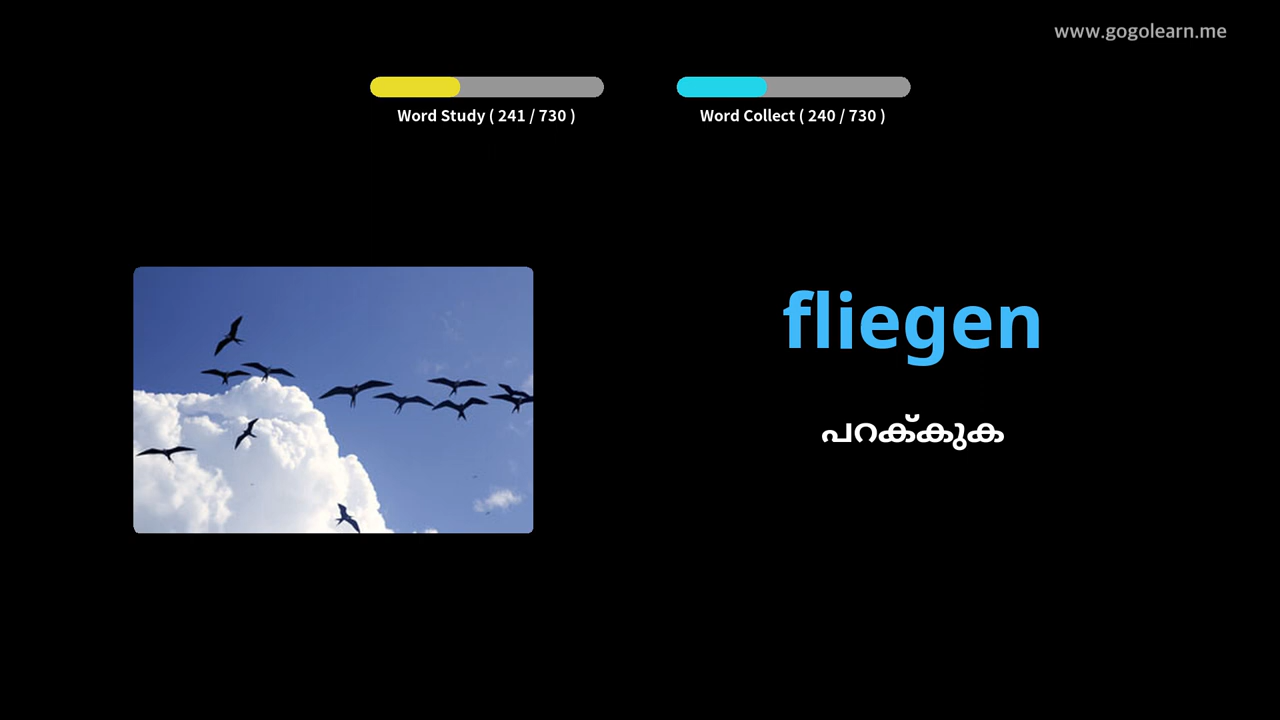 www.gogolearn.me
Word Study ( 241 / 730 )
Word Collect ( 240 / 730 )
fliegen
പറക്കുക